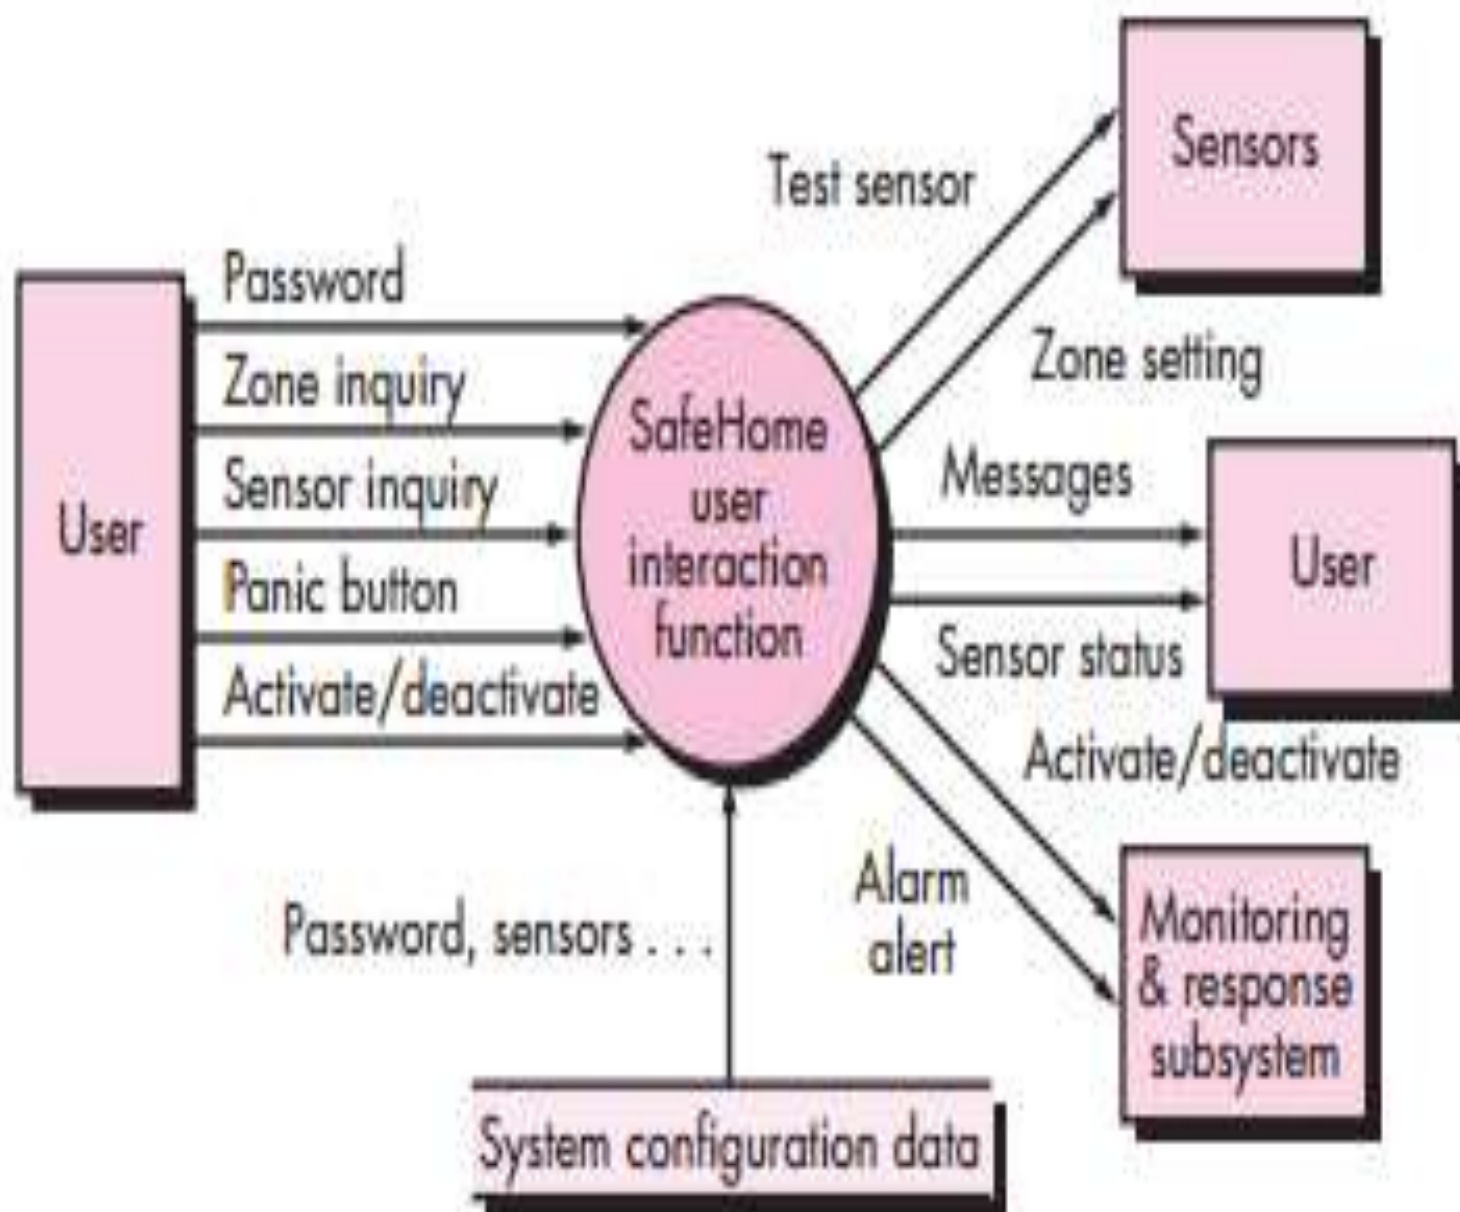 Sensors
Test sensor
Password
Zone setting
Zone inquiry
SafeHome
user
interaction
function
Messages
Sensor inquiry
User
User
Panic button
Sensor status
Activate/deactivate
Activate/deactivate
Alarm
alert
Monitoring
& response
subsystem
Password, sensors . . .
System configuration data